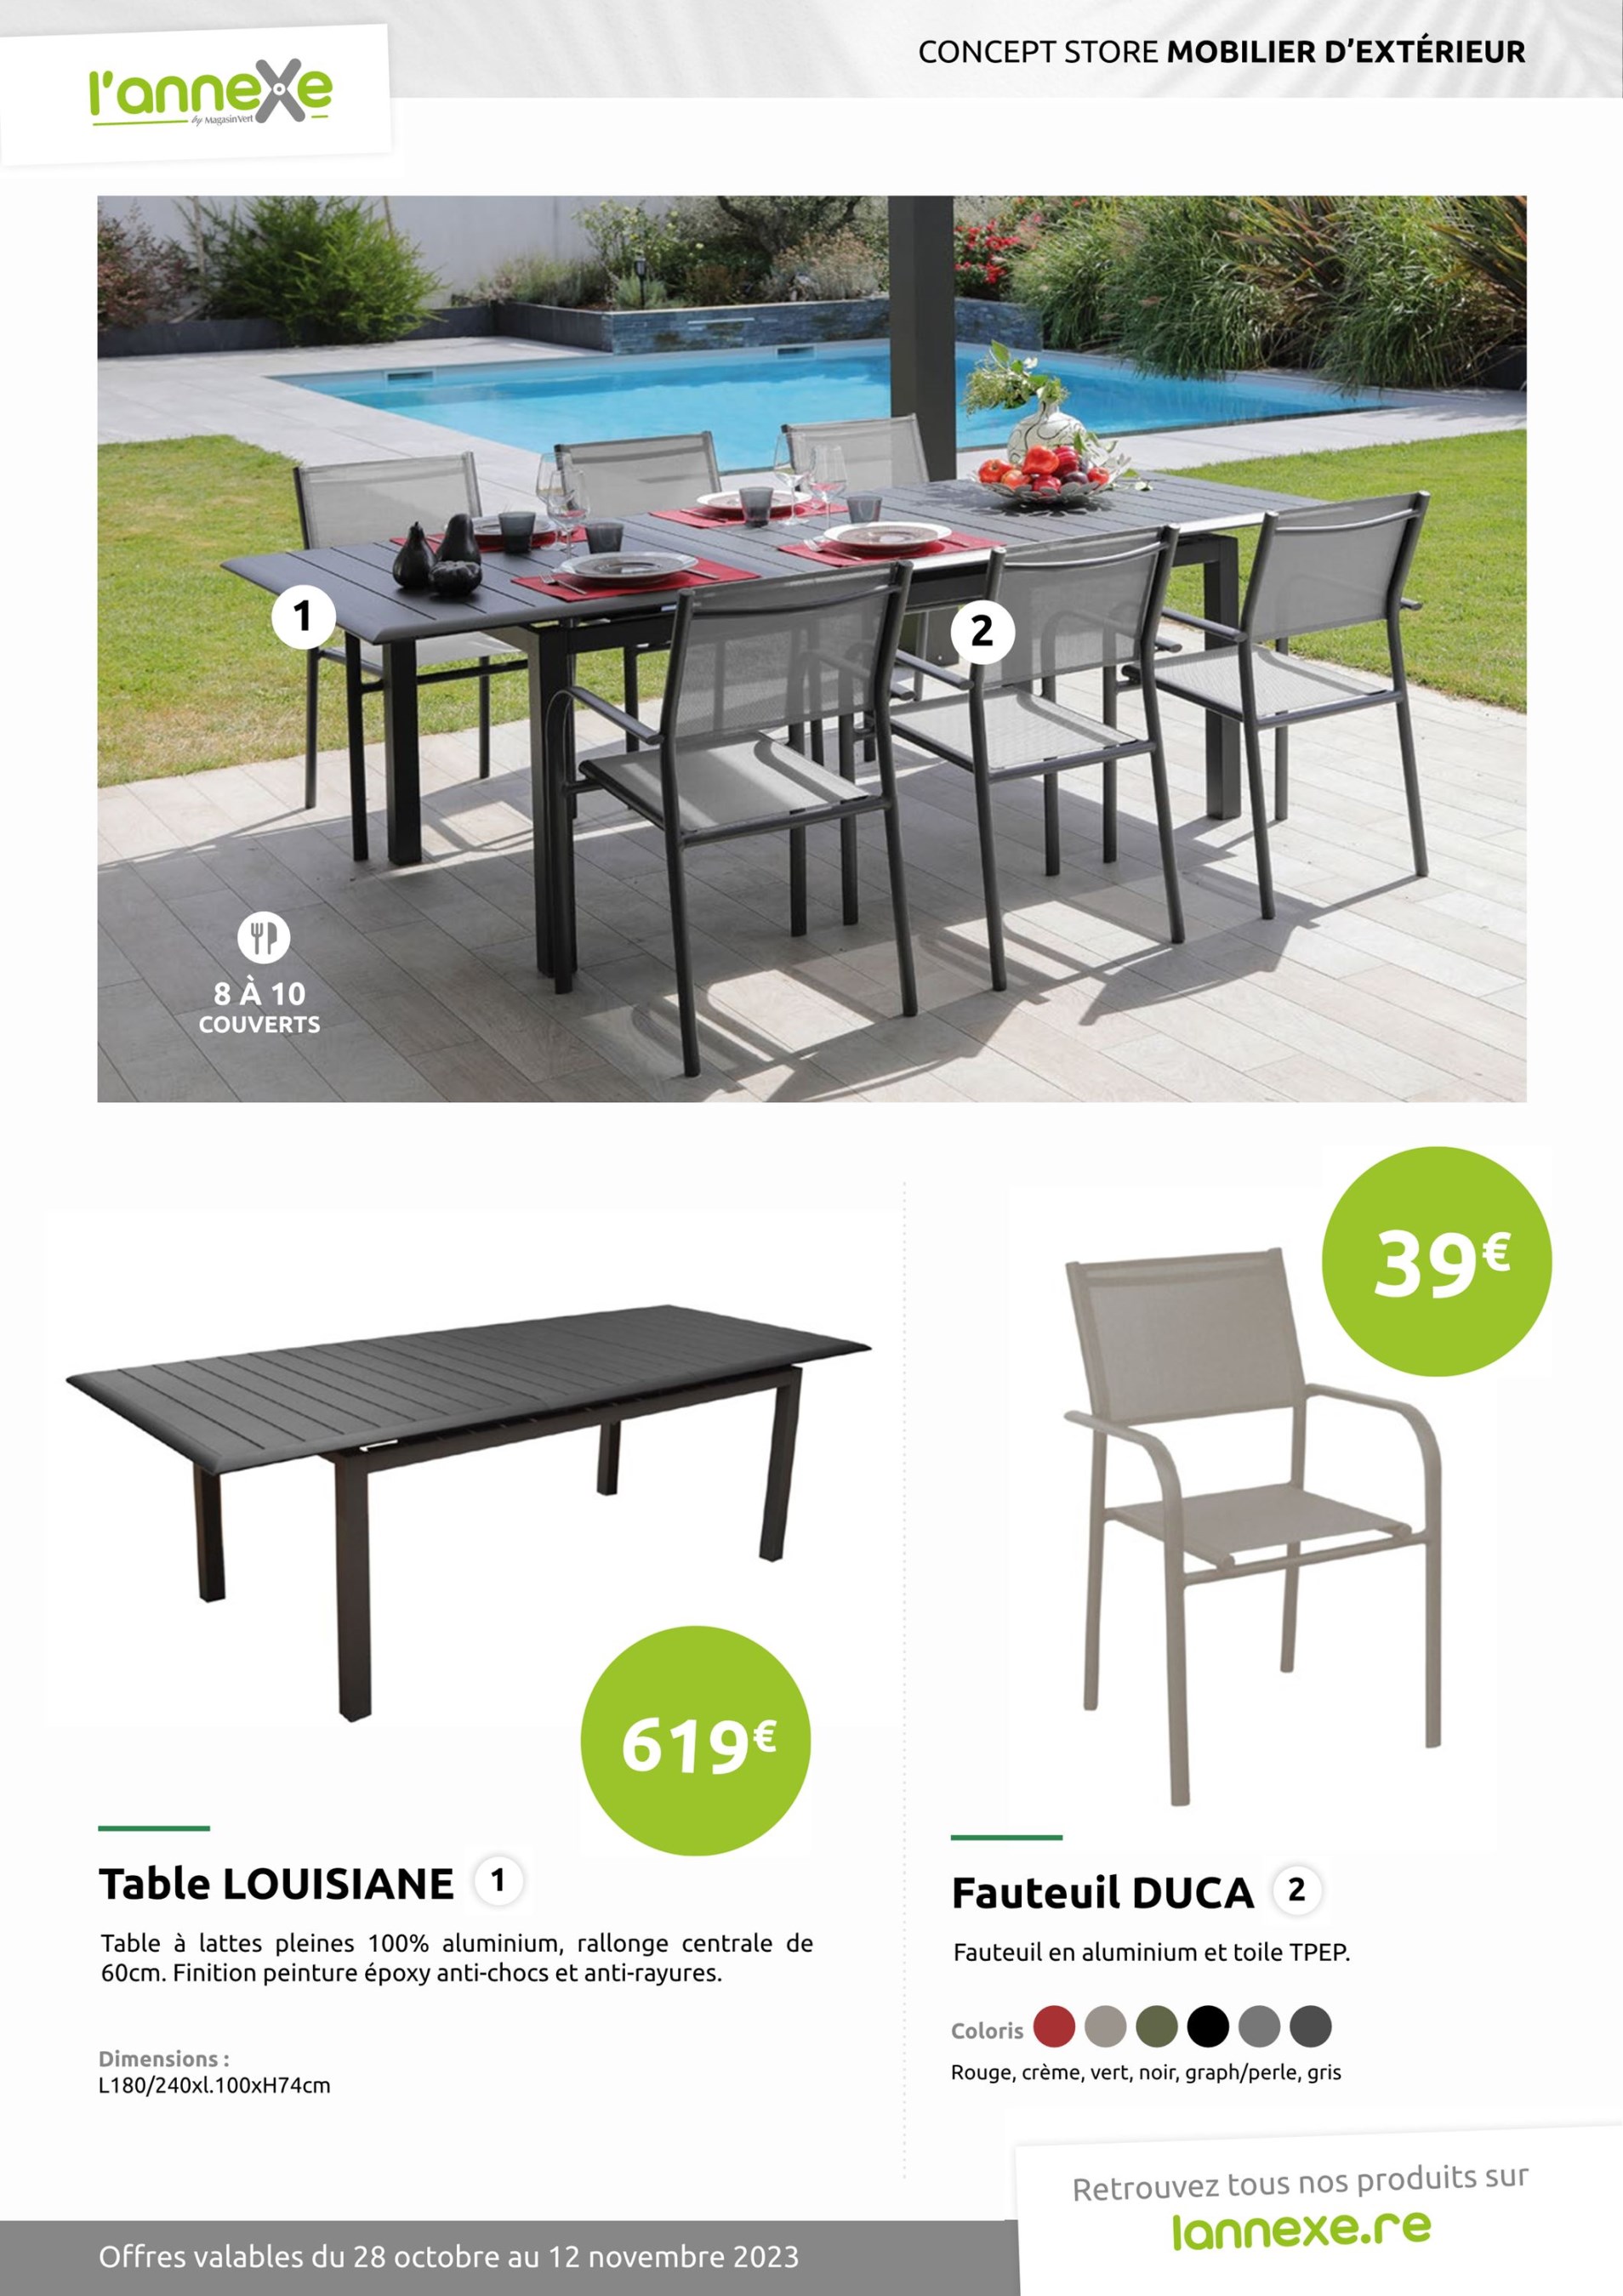 l'annexe
by MagasinVert
CONCEPT STORE MOBILIER D'EXTÉRIEUR
1
2
8 À 10
COUVERTS
39€
619€
Table LOUISIANE 1
Table à lattes pleines 100% aluminium, rallonge centrale de
60cm. Finition peinture époxy anti-chocs et anti-rayures.
Dimensions :
L180/240xl.100xH74cm
Fauteuil DUCA 2
Fauteuil en aluminium et toile TPEP.
Coloris
Rouge, crème, vert, noir, graph/perle, gris
Retrouvez tous nos produits sur
lannexe.re
Offres valables du 28 octobre au 12 novembre 2023